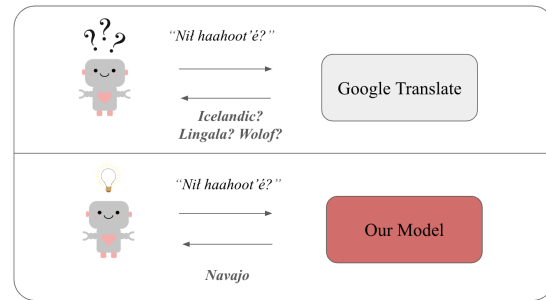 ???
“Nił haahoot’é?”
Google Translate
Icelandic?
Lingala? Wolof?
“Nił haahoot’é?”
Our Model
Navajo